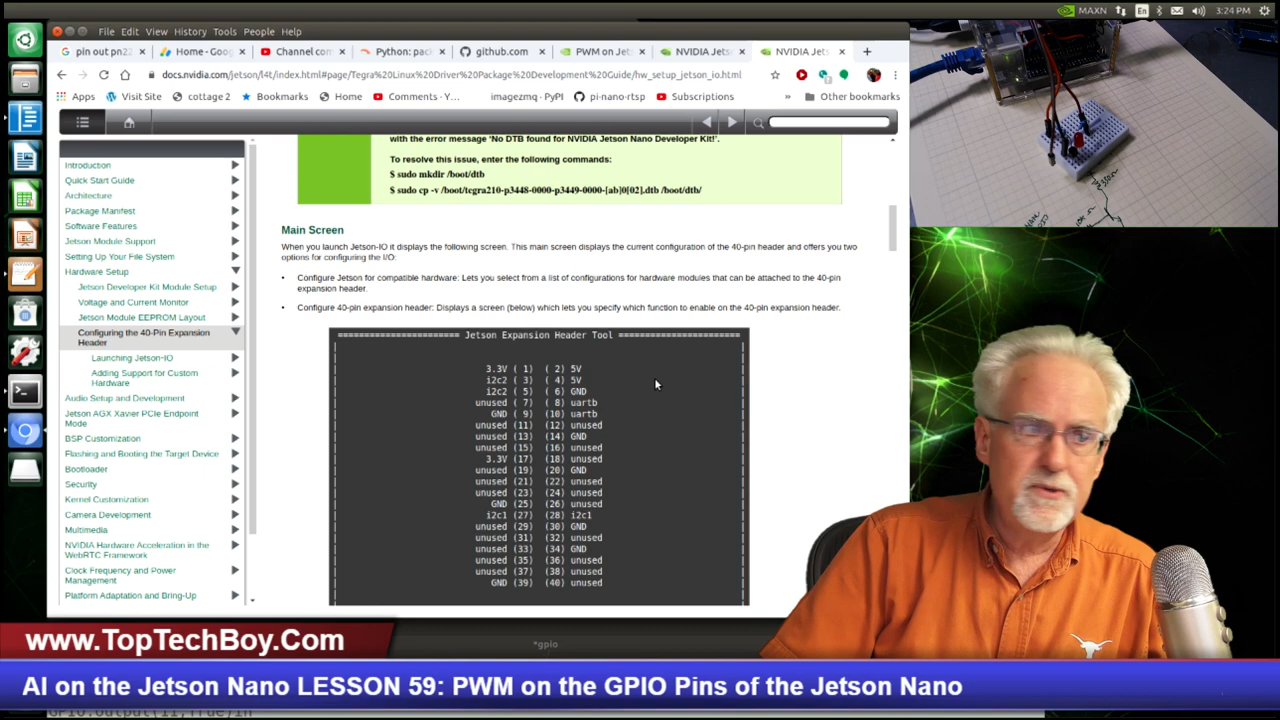 MAXN En 3:24 PM
File Edit View History Tools People Help
pin out pn22 Home - Goog Channel com Python: pac github.com PWM on Jets NVIDIA Jets NVIDIA Jets
docs.nvidia.com/jetson/l4t/index.html#page/Tegra%20Linux%20Driver%20Package%20Development%20Guide/hw_setup_jetson_io.html
Apps Visit Site cottage 2 Bookmarks Home Comments - Y... imagezmq - PyPI pi-nano-rtsp Subscriptions » Other bookmarks
Introduction
Quick Start Guide
Architecture
Package Manifest
Software Features
Jetson Module Support
Setting Up Your File System
Hardware Setup
Jetson Developer Kit Module Setup
Voltage and Current Monitor
Jetson Module EEPROM Layout
Configuring the 40-Pin Expansion
Header
Launching Jetson-IO
Adding Support for Custom
Hardware
Audio Setup and Development
Jetson AGX Xavier PCIe Endpoint
Mode
BSP Customization
Flashing and Booting the Target Device
Bootloader
Security
Kernel Customization
Camera Development
Multimedia
NVIDIA Hardware Acceleration in the
WebRTC Framework
Clock Frequency and Power
Management
Platform Adaptation and Bring-Up
with the error message 'No DTB found for NVIDIA Jetson Nano Developer Kit!'.
To resolve this issue, enter the following commands:
$ sudo mkdir /boot/dtb
$ sudo cp -v /boot/tcgra210-p3448-0000-p3449-0000-[ab]0[02].dtb /boot/dtb/
Main Screen
When you launch Jetson-IO it displays the following screen. This main screen displays the current configuration of the 40-pin header and offers you two
options for configuring the I/O:
• Configure Jetson for compatible hardware: Lets you select from a list of configurations for hardware modules that can be attached to the 40-pin
expansion header.
• Configure 40-pin expansion header: Displays a screen (below) which lets you specify which function to enable on the 40-pin expansion header.
======================= Jetson Expansion Header Tool =======================
3.3V ( 1) ( 2) 5V
i2c2 ( 3) ( 4) 5V
i2c2 ( 5) ( 6) GND
unused ( 7) ( 8) uartb
GND ( 9) (10) uartb
unused (11) (12) unused
unused (13) (14) GND
unused (15) (16) unused
3.3V (17) (18) unused
unused (19) (20) GND
unused (21) (22) unused
unused (23) (24) unused
GND (25) (26) unused
i2c1 (27) (28) i2c1
unused (29) (30) GND
unused (31) (32) unused
unused (33) (34) GND
unused (35) (36) unused
unused (37) (38) unused
GND (39) (40) unused
*gpio
www.TopTechBoy.Com
AI on the Jetson Nano LESSON 59: PWM on the GPIO Pins of the Jetson Nano